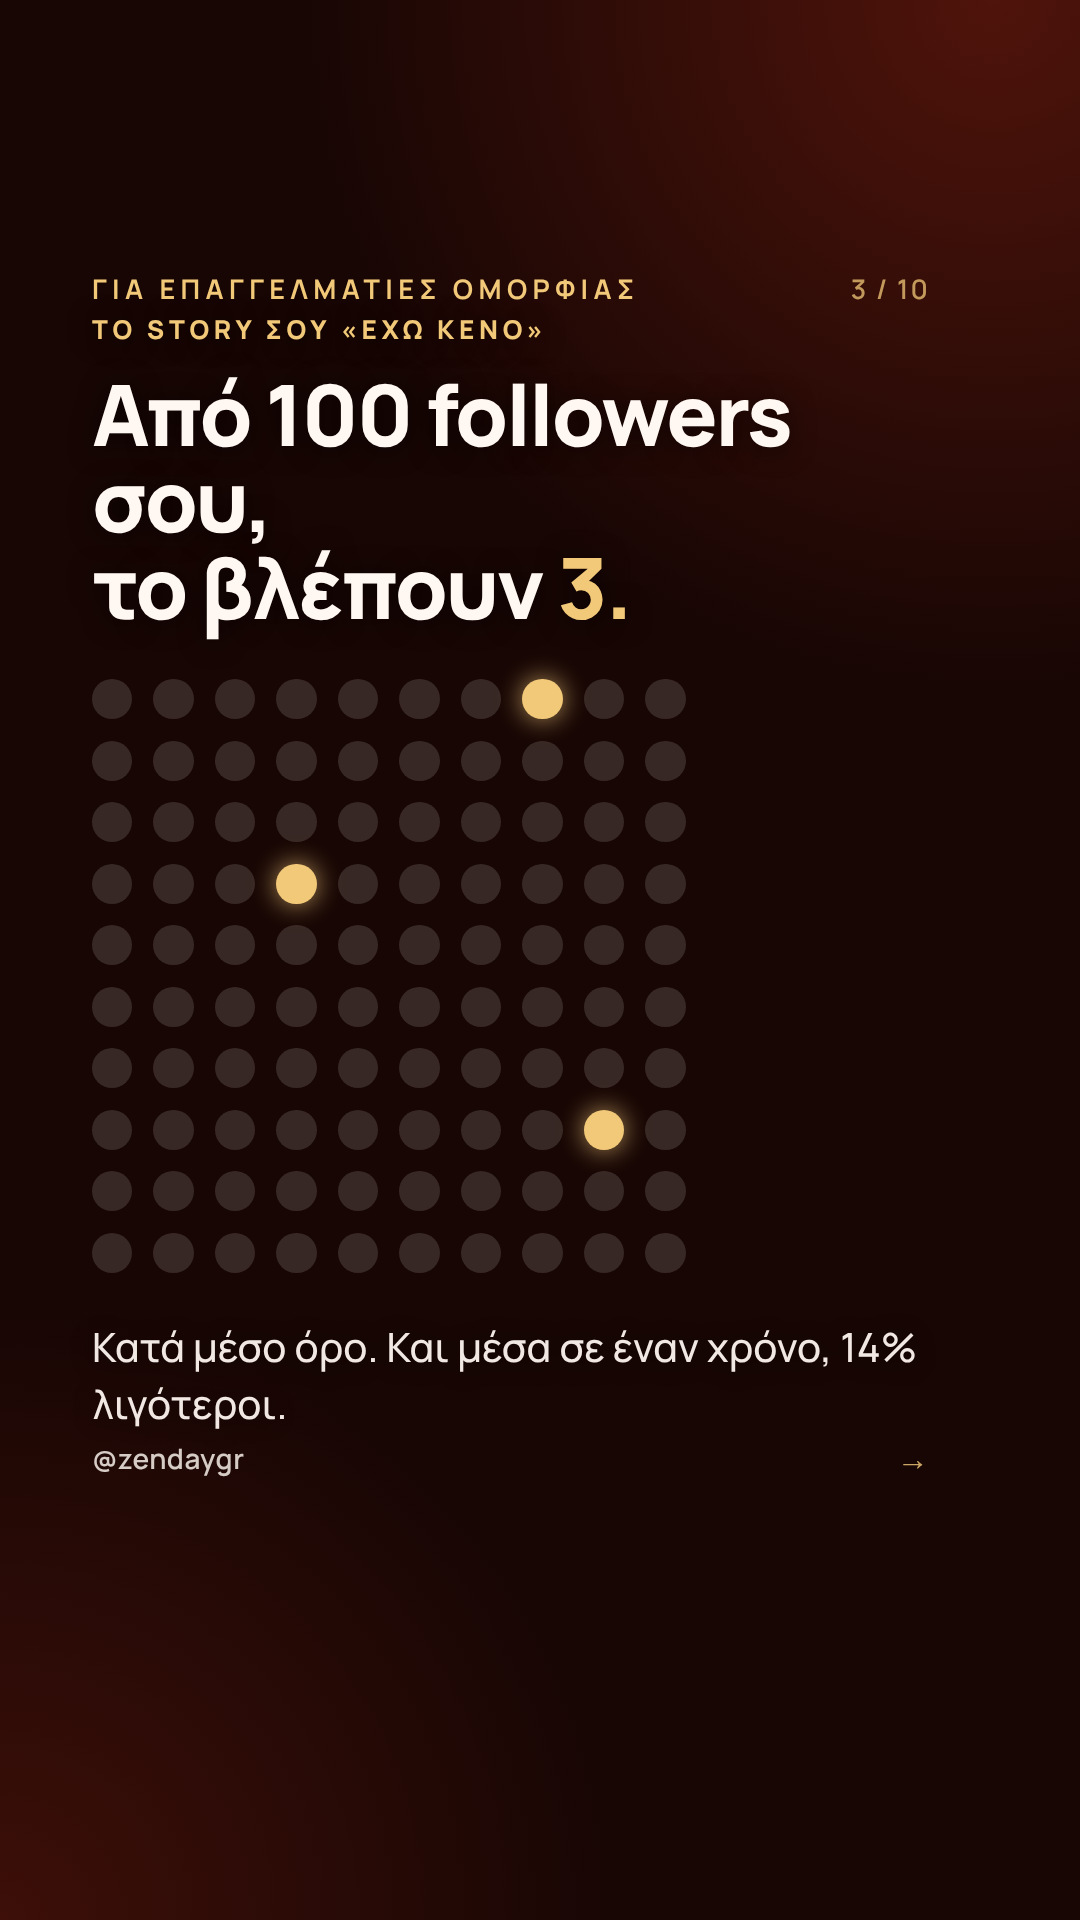 ΓΙΑ ΕΠΑΓΓΕΛΜΑΤΙΕΣ ΟΜΟΡΦΙΑΣ
3 / 10
ΤΟ STORY ΣΟΥ «ΕΧΩ ΚΕΝΟ»
Από 100 followers
σου,
το βλέπουν 3.
Κατά μέσο όρο. Και μέσα σε έναν χρόνο, 14%
λιγότεροι.
@zendaygr
→